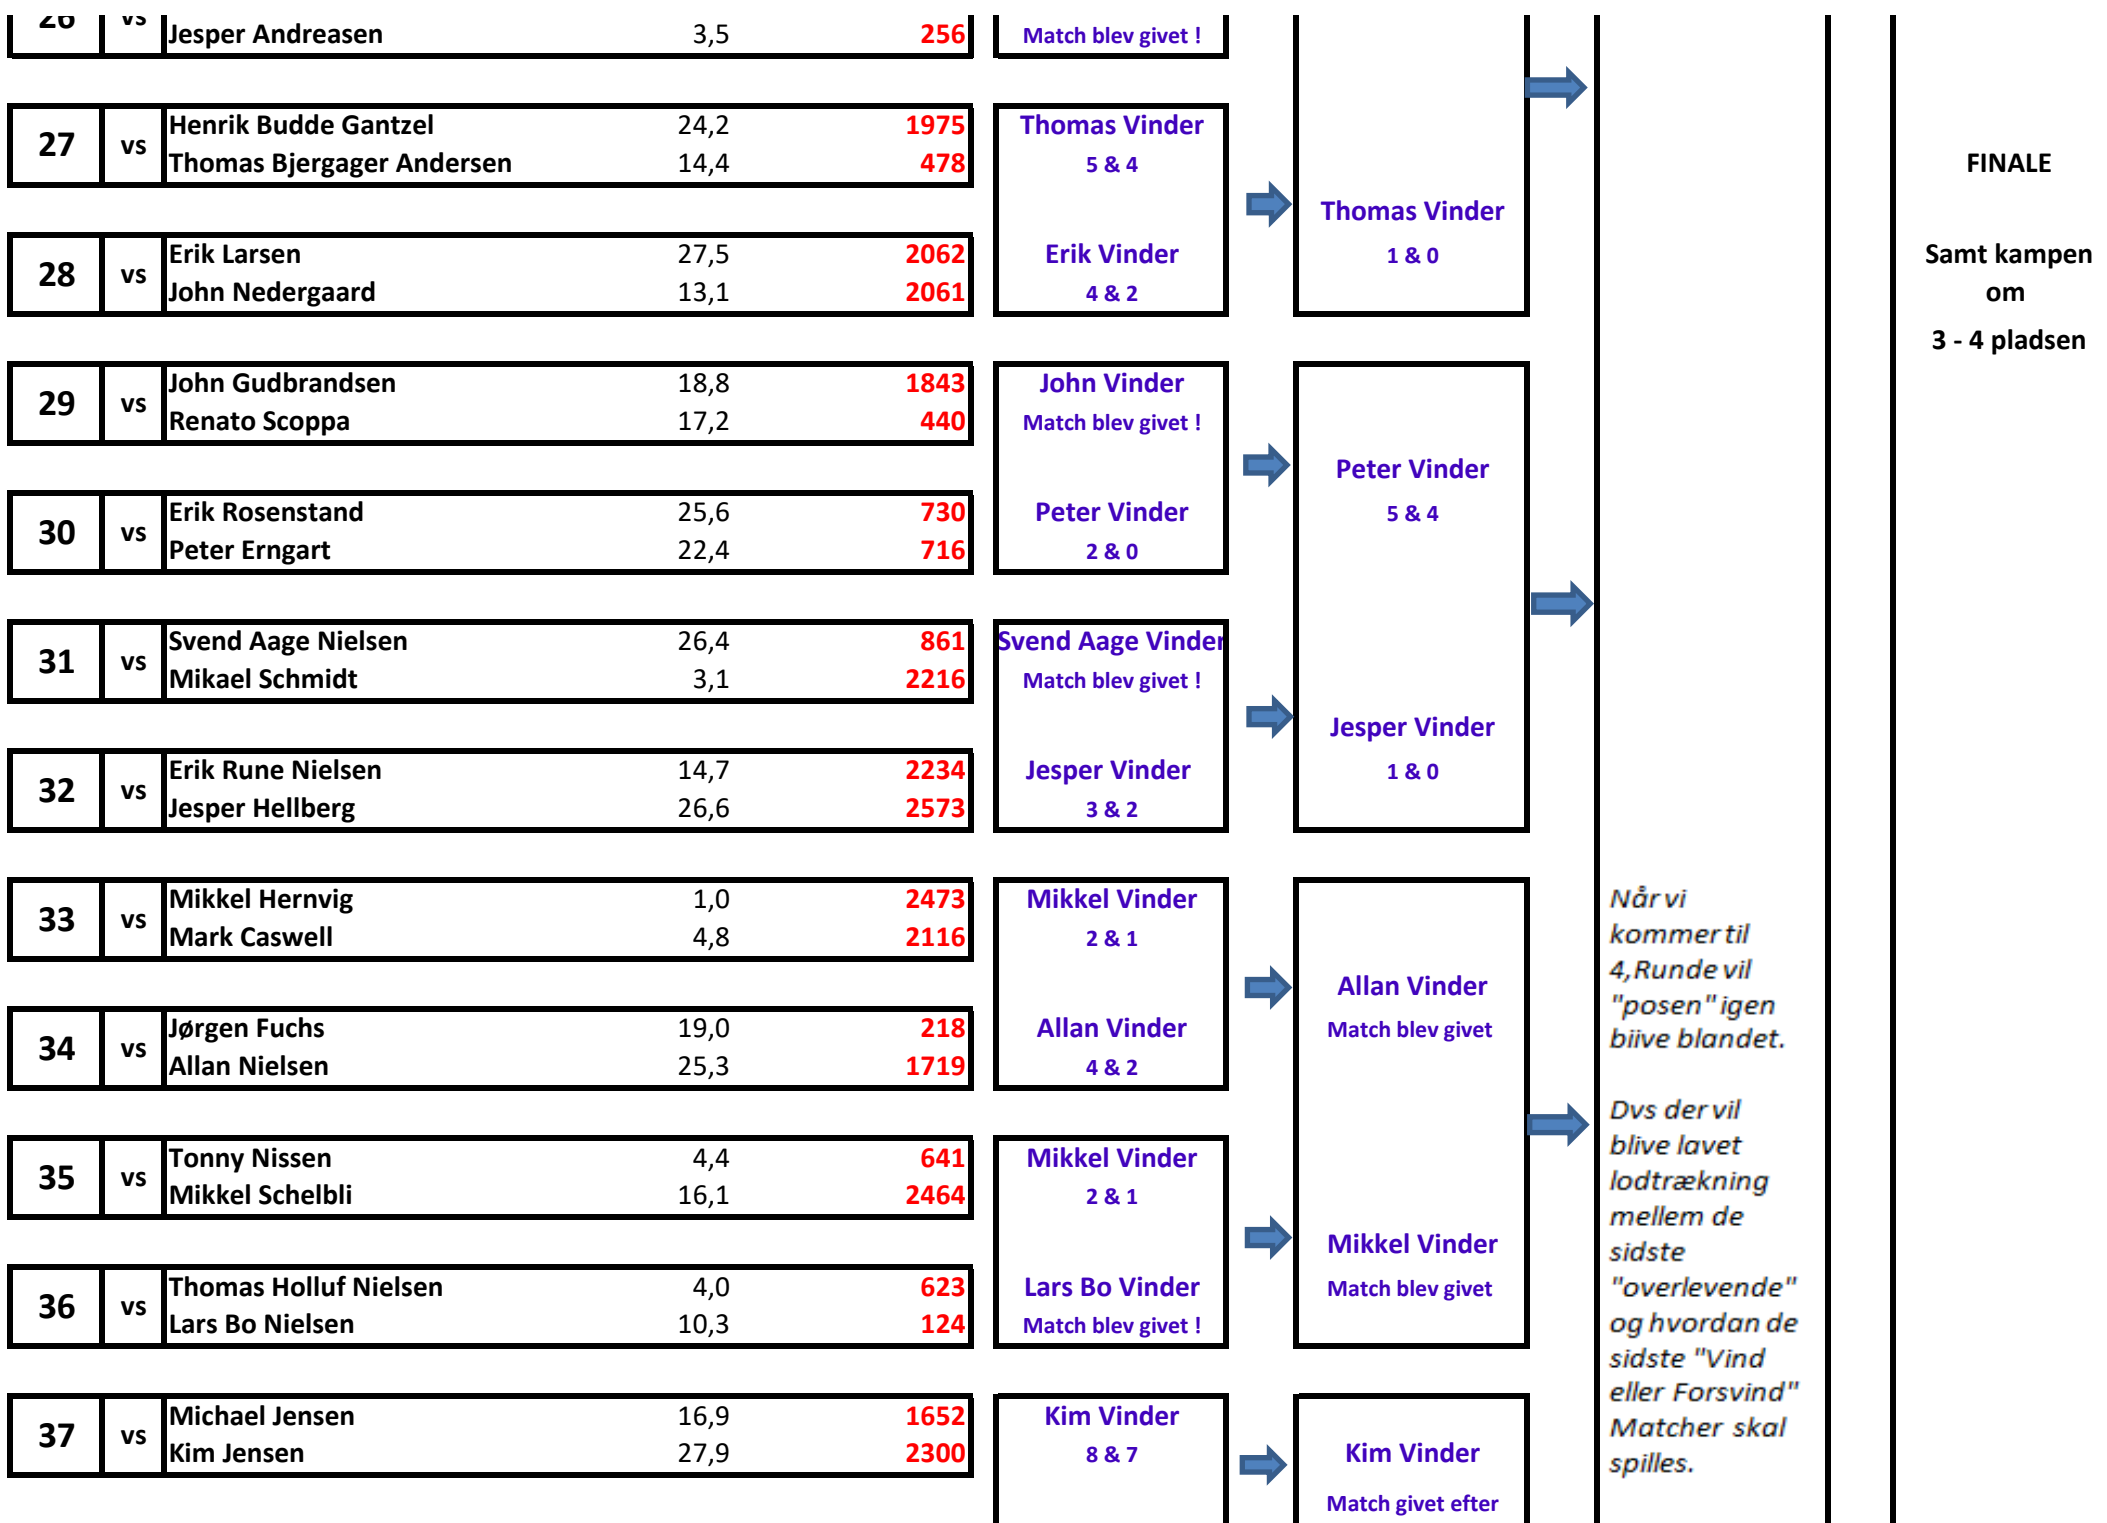 26 vs
Jesper Andreasen 3,5 256 Match blev givet !
27 vs
Henrik Budde Gantzel 24,2 1975 Thomas Vinder
Thomas Bjergager Andersen 14,4 478 5 & 4
FINALE
Thomas Vinder
28 vs
Erik Larsen 27,5 2062 Erik Vinder 1 & 0
John Nedergaard 13,1 2061 4 & 2
Samt kampen
om
3 - 4 pladsen
29 vs
John Gudbrandsen 18,8 1843 John Vinder
Renato Scoppa 17,2 440 Match blev givet !
Peter Vinder
30 vs
Erik Rosenstand 25,6 730 Peter Vinder 5 & 4
Peter Erngart 22,4 716 2 & 0
31 vs
Svend Aage Nielsen 26,4 861 Svend Aage Vinder
Mikael Schmidt 3,1 2216 Match blev givet !
Jesper Vinder
32 vs
Erik Rune Nielsen 14,7 2234 Jesper Vinder 1 & 0
Jesper Hellberg 26,6 2573 3 & 2
33 vs
Mikkel Hernvig 1,0 2473 Mikkel Vinder
Mark Caswell 4,8 2116 2 & 1
Allan Vinder
34 vs
Jørgen Fuchs 19,0 218 Allan Vinder Match blev givet
Allan Nielsen 25,3 1719 4 & 2
35 vs
Tonny Nissen 4,4 641 Mikkel Vinder
Mikkel Schelbli 16,1 2464 2 & 1
Mikkel Vinder
36 vs
Thomas Holluf Nielsen 4,0 623 Lars Bo Vinder Match blev givet
Lars Bo Nielsen 10,3 124 Match blev givet !
37 vs
Michael Jensen 16,9 1652 Kim Vinder
Kim Jensen 27,9 2300 8 & 7 Kim Vinder
Match givet efter
Når vi
kommer til
4,Runde vil
"posen" igen
biive blandet.
Dvs der vil
blive lavet
lodtrækning
mellem de
sidste
"overlevende"
og hvordan de
sidste "Vind
eller Forsvind"
Matcher skal
spilles.